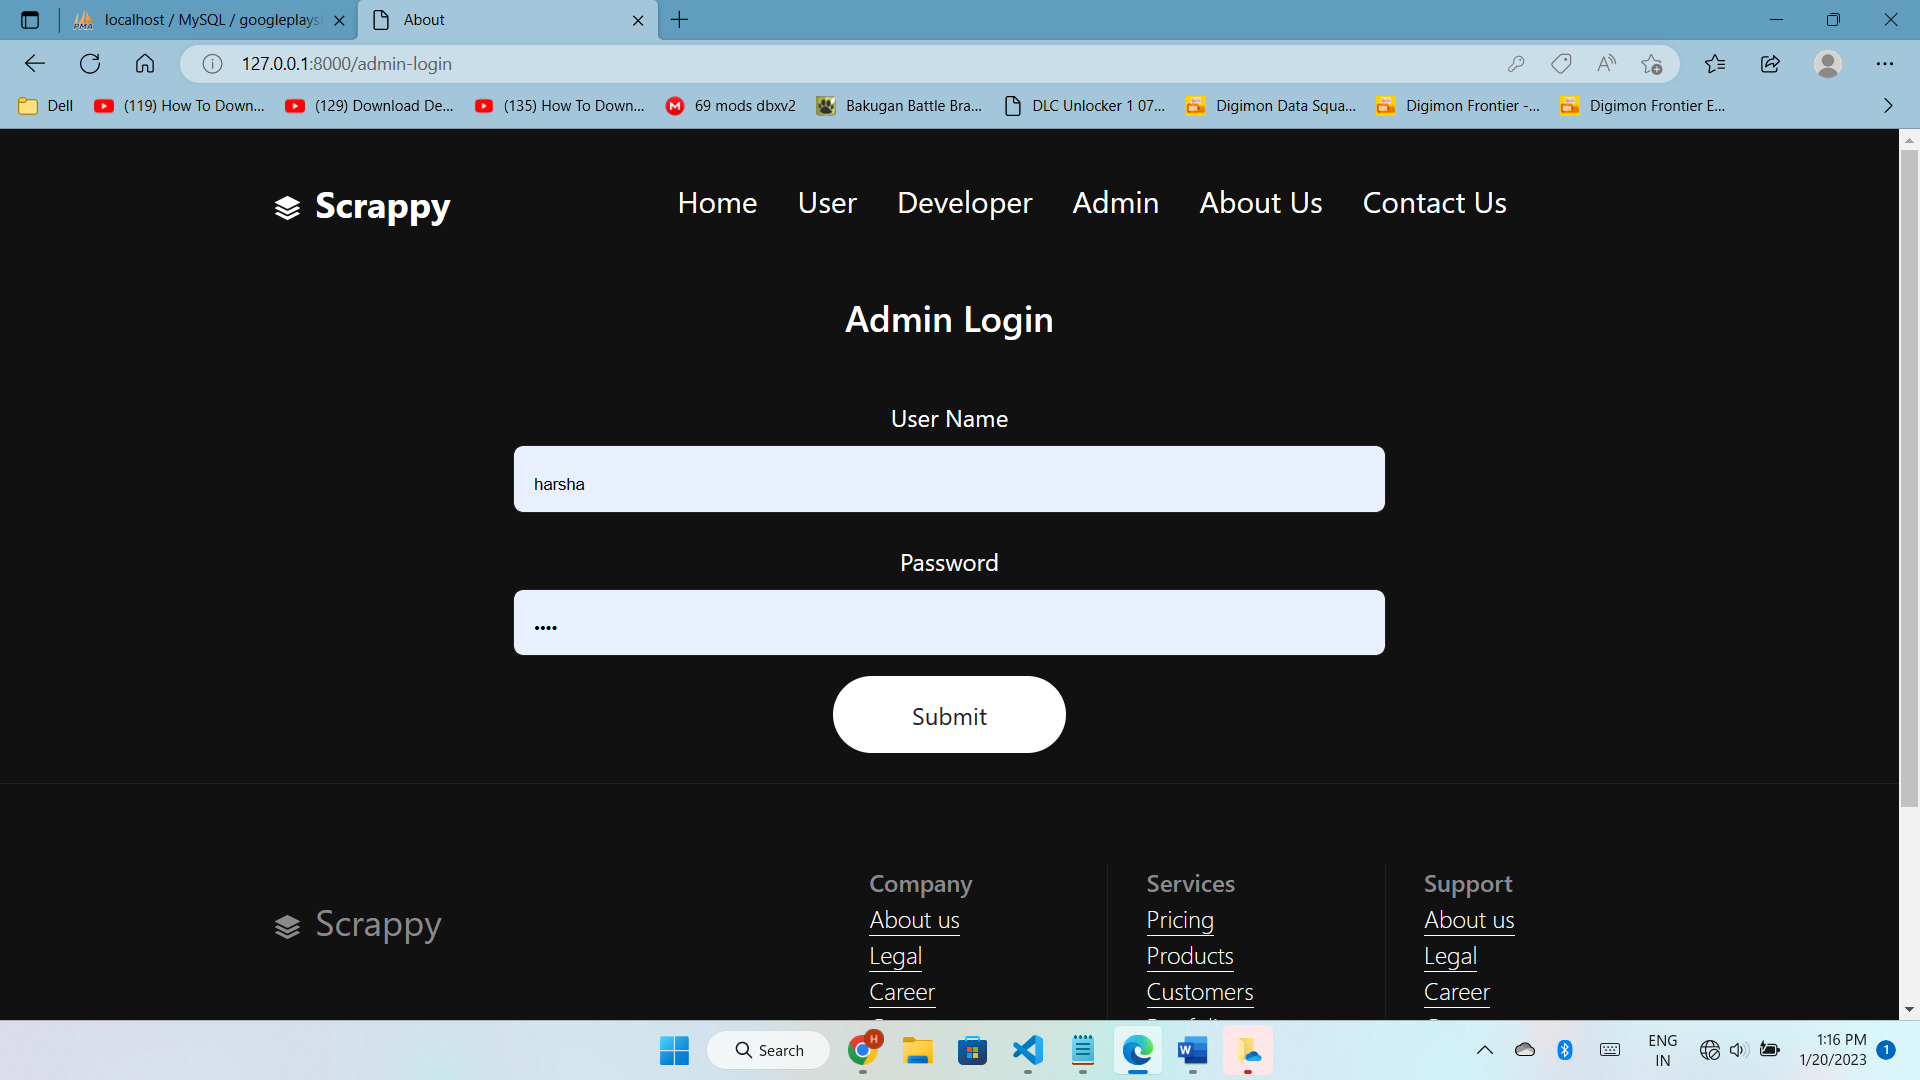 localhost / MySQL / googleplays
About
127.0.0.1:8000/admin-login
Dell
(119) How To Down...
(129) Download De...
(135) How To Down...
69 mods dbxv2
Bakugan Battle Bra...
DLC Unlocker 1 07...
Digimon Data Squa...
Digimon Frontier -...
Digimon Frontier E...
Scrappy
Home
User
Developer
Admin
About Us
Contact Us
Admin Login
User Name
harsha
Password
••••
Submit
Scrappy
Company
About us
Legal
Career
Services
Pricing
Products
Customers
Support
About us
Legal
Career
Search
H
ENG
IN
1:16 PM
1/20/2023
1